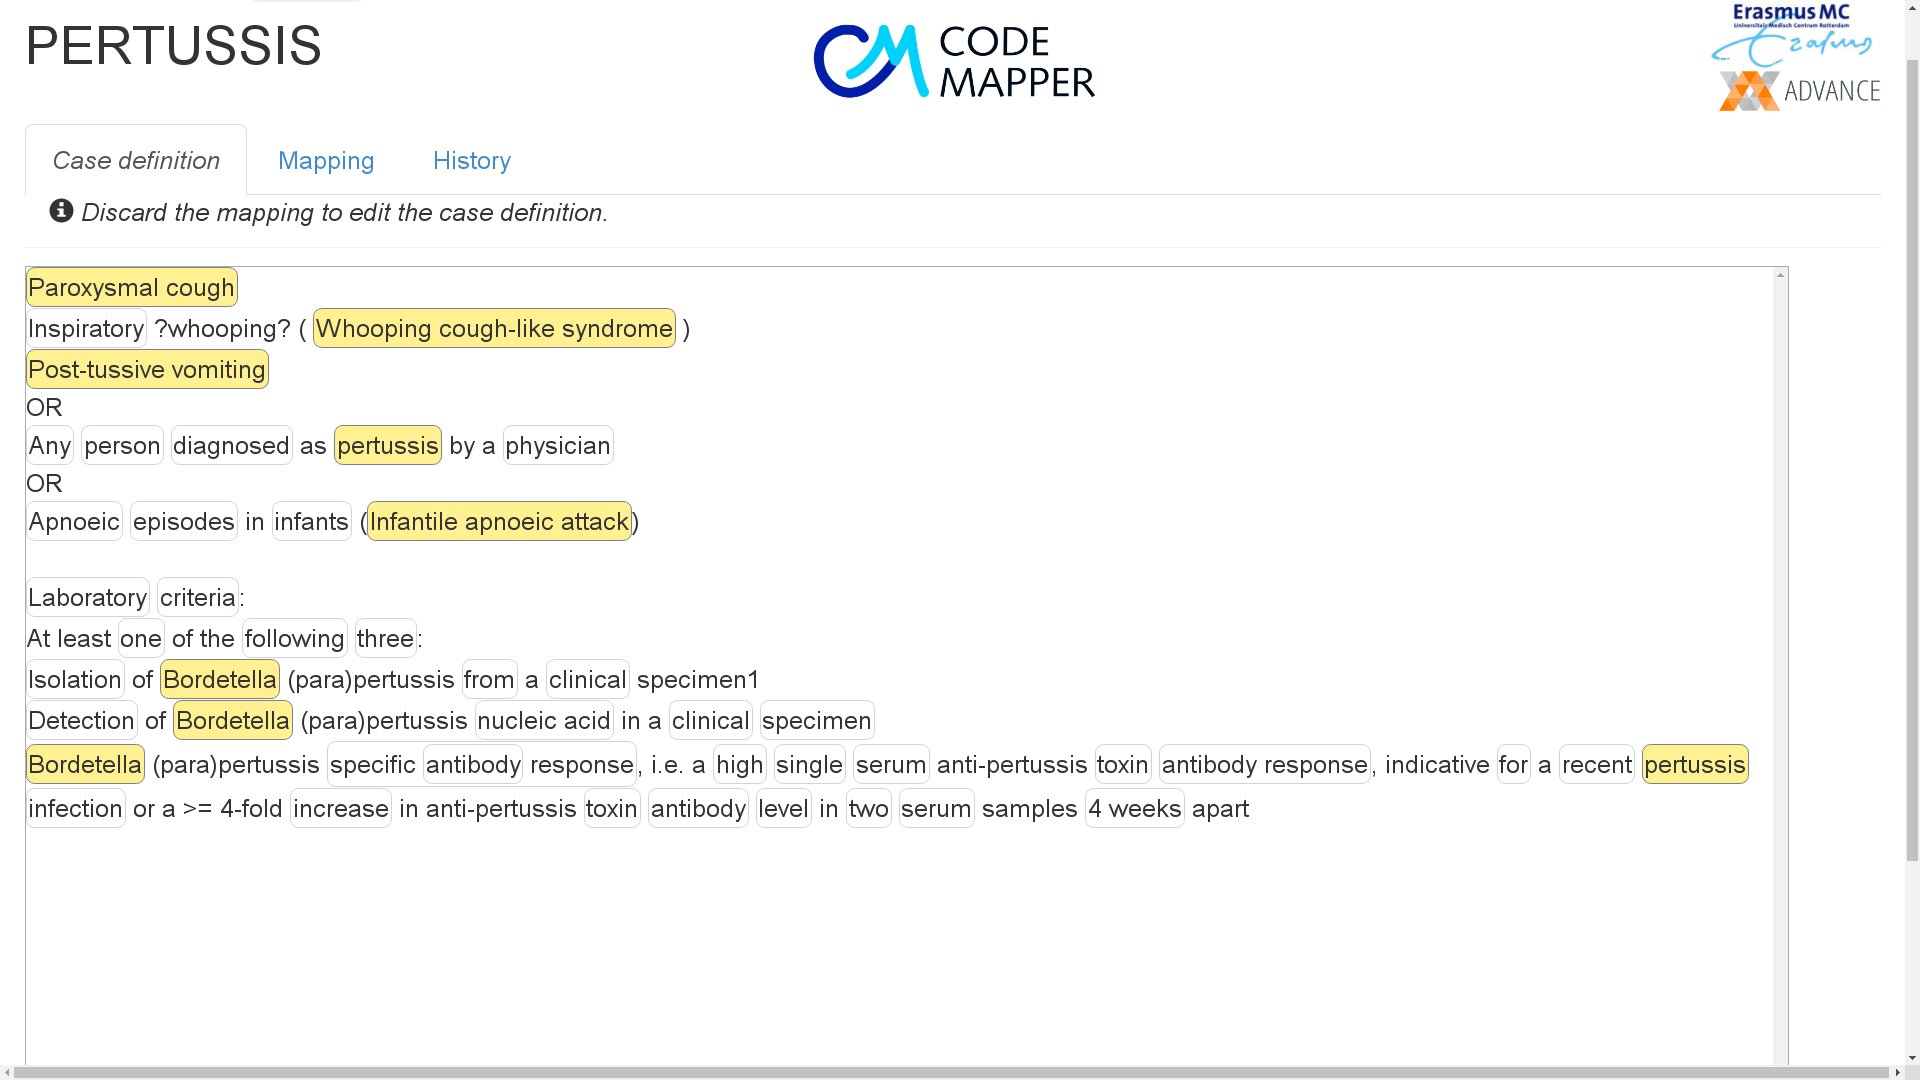 PERTUSSIS
CODE
MAPPER
Erasmus MC
Universitair Medisch Centrum Rotterdam
Erasmus
ADVANCE
Case definition Mapping History
Discard the mapping to edit the case definition.
Paroxysmal cough
Inspiratory ?whooping? ( Whooping cough-like syndrome )
Post-tussive vomiting
OR
Any person diagnosed as pertussis by a physician
OR
Apnoeic episodes in infants (Infantile apnoeic attack)
Laboratory criteria:
At least one of the following three:
Isolation of Bordetella (para)pertussis from a clinical specimen1
Detection of Bordetella (para)pertussis nucleic acid in a clinical specimen
Bordetella (para)pertussis specific antibody response, i.e. a high single serum anti-pertussis toxin antibody response, indicative for a recent pertussis
infection or a >= 4-fold increase in anti-pertussis toxin antibody level in two serum samples 4 weeks apart